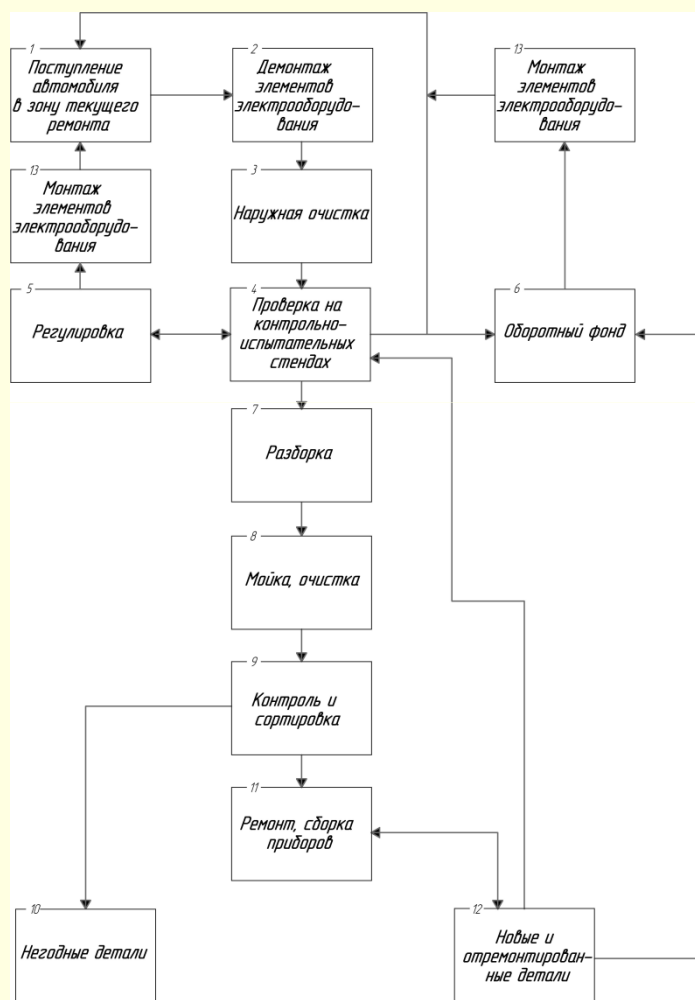 1
Поступление
автомобиля
в зону текущего
ремонта
2
Демонтаж
элементов
электрооборудо-
вания
13
Монтаж
элементов
электрооборудо-
вания
13
Монтаж
элементов
электрооборудо-
вания
3
Наружная очистка
5
Регулировка
4
Проверка на
контрольно-
испытательных
стендах
6
Оборотный фонд
7
Разборка
8
Мойка, очистка
9
Контроль и
сортировка
11
Ремонт, сборка
приборов
10
Негодные детали
12
Новые и
отремонтирован-
ные детали